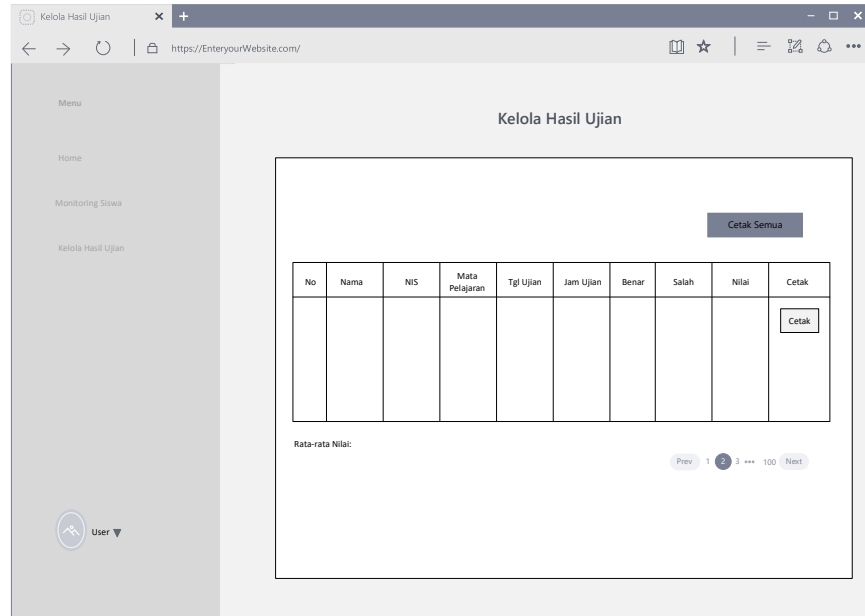 Kelola Hasil Ujian
https://EnteryourWebsite.com/
Menu
Home
Monitoring Siswa
Kelola Hasil Ujian
User
Kelola Hasil Ujian
Cetak Semua
No Nama NIS Mata Pelajaran Tgl Ujian Jam Ujian Benar Salah Nilai Cetak
Cetak
Rata-rata Nilai:
Prev 1 2 3 ••• 100 Next